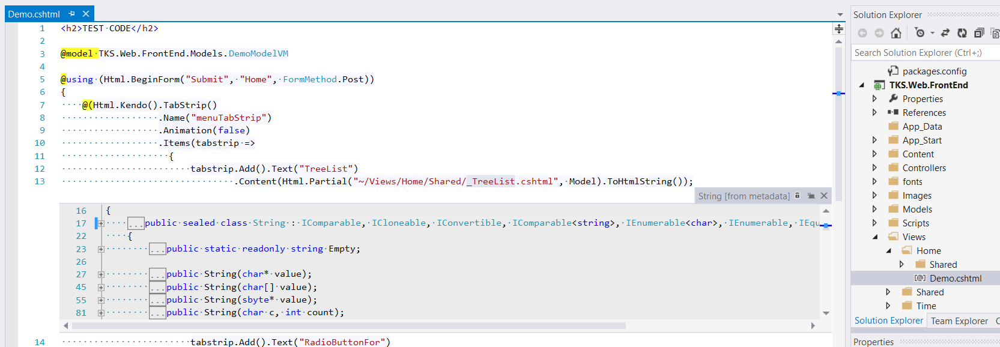 Demo.cshtml
1 <h2>TEST CODE</h2>
2
3 @model TKS.Web.FrontEnd.Models.DemoModelVM
4
5 @using (Html.BeginForm("Submit", "Home", FormMethod.Post))
6 {
7 @(Html.Kendo().TabStrip()
8 .Name("menuTabStrip")
9 .Animation(false)
10 .Items(tabstrip =>
11 {
12 tabstrip.Add().Text("TreeList")
13 .Content(Html.Partial("~/Views/Home/Shared/_TreeList.cshtml", Model).ToHtmlString());
String [from metadata]
16 {
17 ...public sealed class String : IComparable, ICloneable, IConvertible, IComparable<string>, IEnumerable<char>, IEnumerable, IEqu
22 {
23 ...public static readonly string Empty;
26
27 ...public String(char* value);
45 ...public String(char[] value);
55 ...public String(sbyte* value);
81 ...public String(char c, int count);
14 tabstrip.Add().Text("RadioButtonFor")
Solution Explorer
Search Solution Explorer (Ctrl+;)
packages.config
TKS.Web.FrontEnd
Properties
References
App_Data
App_Start
Content
Controllers
fonts
Images
Models
Scripts
Views
Home
Shared
[@] Demo.cshtml
Shared
Time
Solution Explorer Team Explorer C
Properties